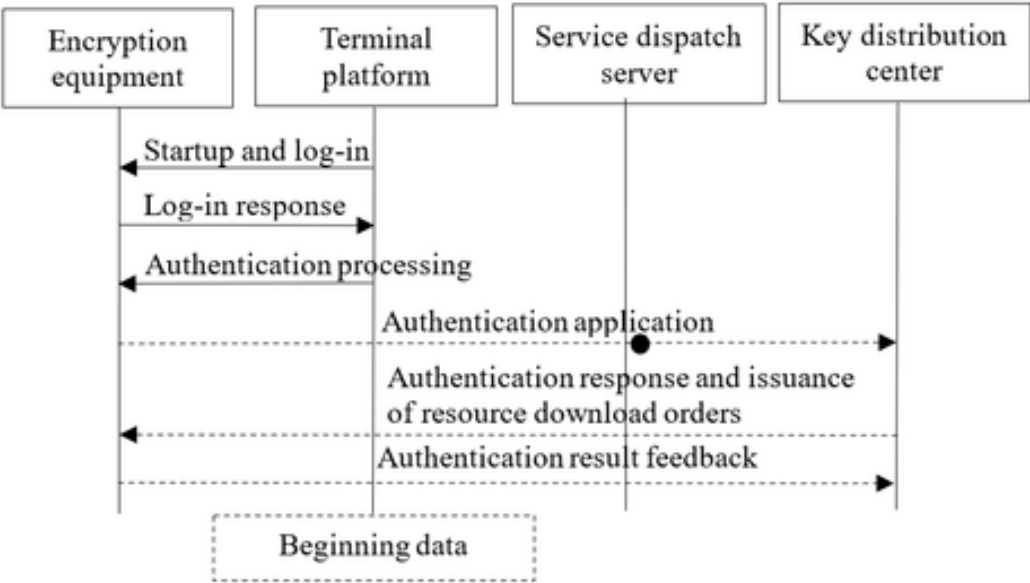 Encryption
equipment
Terminal
platform
Service dispatch
server
Key distribution
center
Startup and log-in
Log-in response
Authentication processing
Authentication application
Authentication response and issuance
of resource download orders
Authentication result feedback
Beginning data